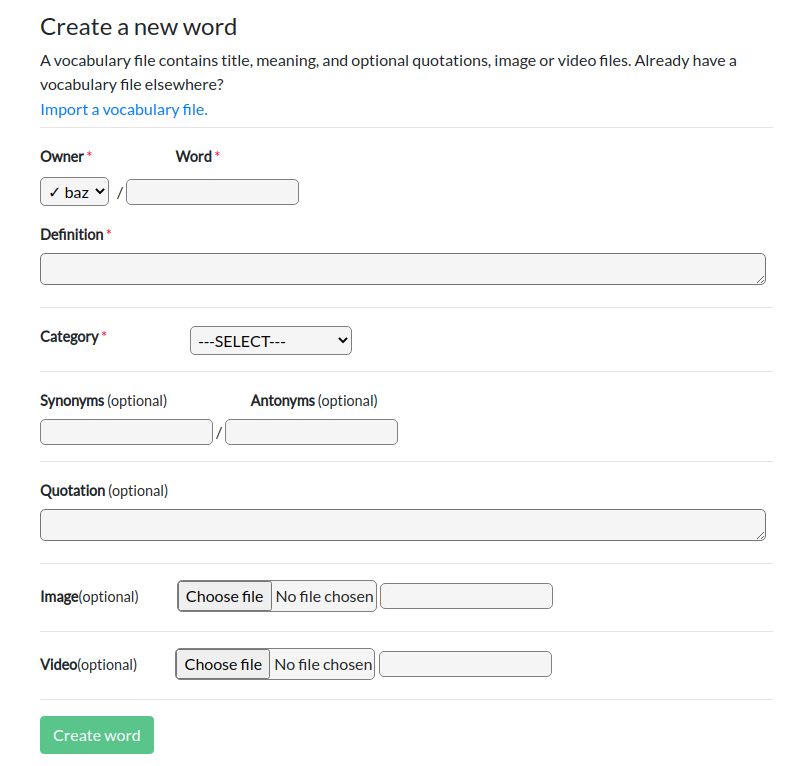 Create a new word
A vocabulary file contains title, meaning, and optional quotations, image or video files. Already have a
vocabulary file elsewhere?
Import a vocabulary file.
Owner * Word *
✓ baz /
Definition *
Category * ---SELECT---
Synonyms (optional) Antonyms (optional)
/
Quotation (optional)
Image(optional) Choose file No file chosen
Video(optional) Choose file No file chosen
Create word